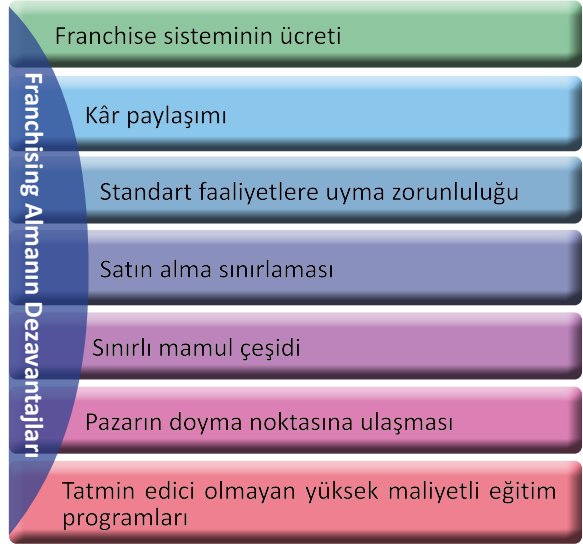 Franchising Almanın Dezavantajları
Franchise sisteminin ücreti
Kâr paylaşımı
Standart faaliyetlere uyma zorunluluğu
Satın alma sınırlaması
Sınırlı mamul çeşidi
Pazarın doyma noktasına ulaşması
Tatmin edici olmayan yüksek maliyetli eğitim
programları